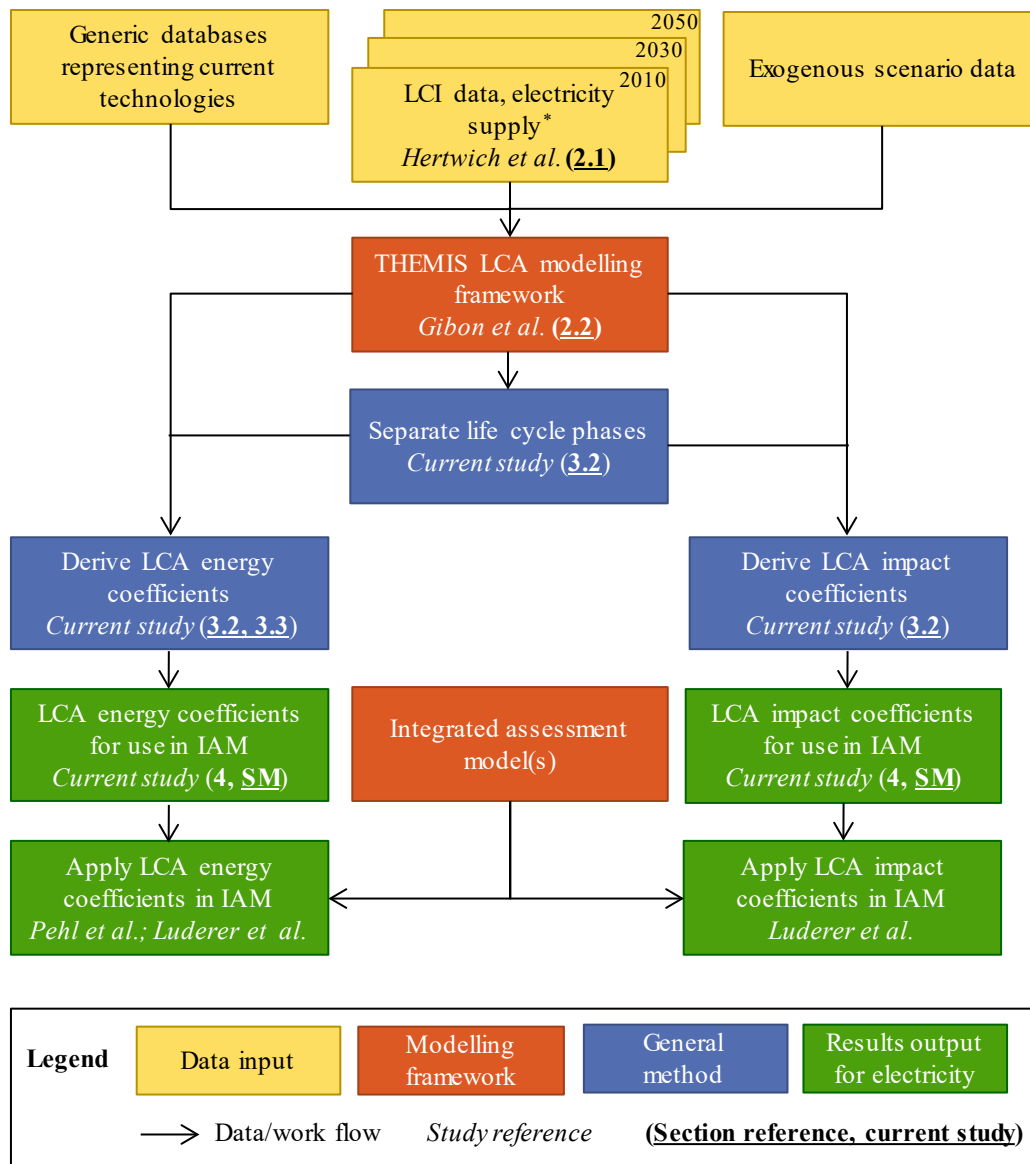 Generic databases
representing current
technologies
2050
2030
2010
LCI data, electricity
supply*
Hertwich et al. (2.1)
Exogenous scenario data
THEMIS LCA modelling
framework
Gibon et al. (2.2)
Separate life cycle phases
Current study (3.2)
Derive LCA energy
coefficients
Current study (3.2, 3.3)
Derive LCA impact
coefficients
Current study (3.2)
LCA energy coefficients
for use in IAM
Current study (4, SM)
Integrated assessment
model(s)
LCA impact coefficients
for use in IAM
Current study (4, SM)
Apply LCA energy
coefficients in IAM
Pehl et al.; Luderer et al.
Apply LCA impact
coefficients in IAM
Luderer et al.
Legend
Data input
Modelling
framework
General
method
Results output
for electricity
Data/work flow
Study reference
(Section reference, current study)